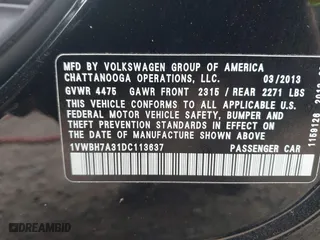 MFD BY VOLKSWAGEN GROUP OF AMERICA
CHATTANOOGA OPERATIONS, LLC. 03/2013
GVWR 4475 GAWR FRONT 2315 / REAR 2271 LBS
THIS VEHICLE CONFORMS TO ALL APPLICABLE U.S.
FEDERAL MOTOR VEHICLE SAFETY, BUMPER, AND
THEFT PREVENTION STANDARDS IN EFFECT ON THE
DATE OF MANUFACTURE SHOWN ABOVE.
1VWBH7A31DC113637 PASSENGER CAR
1159126
© DREAMBID.COM